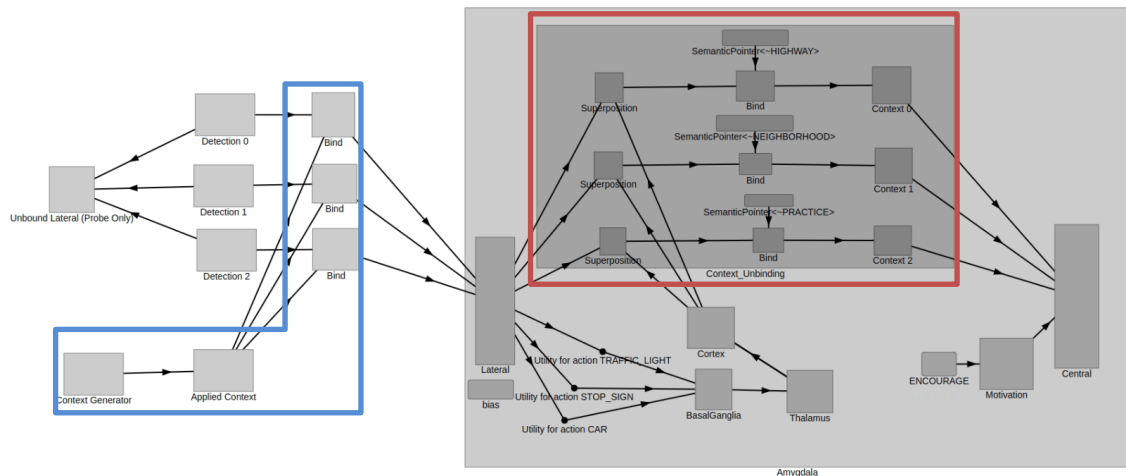 SemanticPointer<~HIGHWAY>
Superposition
Bind
Context 0
SemanticPointer<~NEIGHBORHOOD>
Superposition
Bind
Context 1
SemanticPointer<~PRACTICE>
Superposition
Bind
Context 2
Context_Unbinding
Detection 0
Bind
Unbound Lateral (Probe Only)
Detection 1
Bind
Detection 2
Bind
Context Generator
Applied Context
Lateral
bias
Utility for action TRAFFIC_LIGHT
Utility for action STOP_SIGN
Utility for action CAR
Cortex
BasalGanglia
Thalamus
ENCOURAGE
Motivation
Central
Amygdala